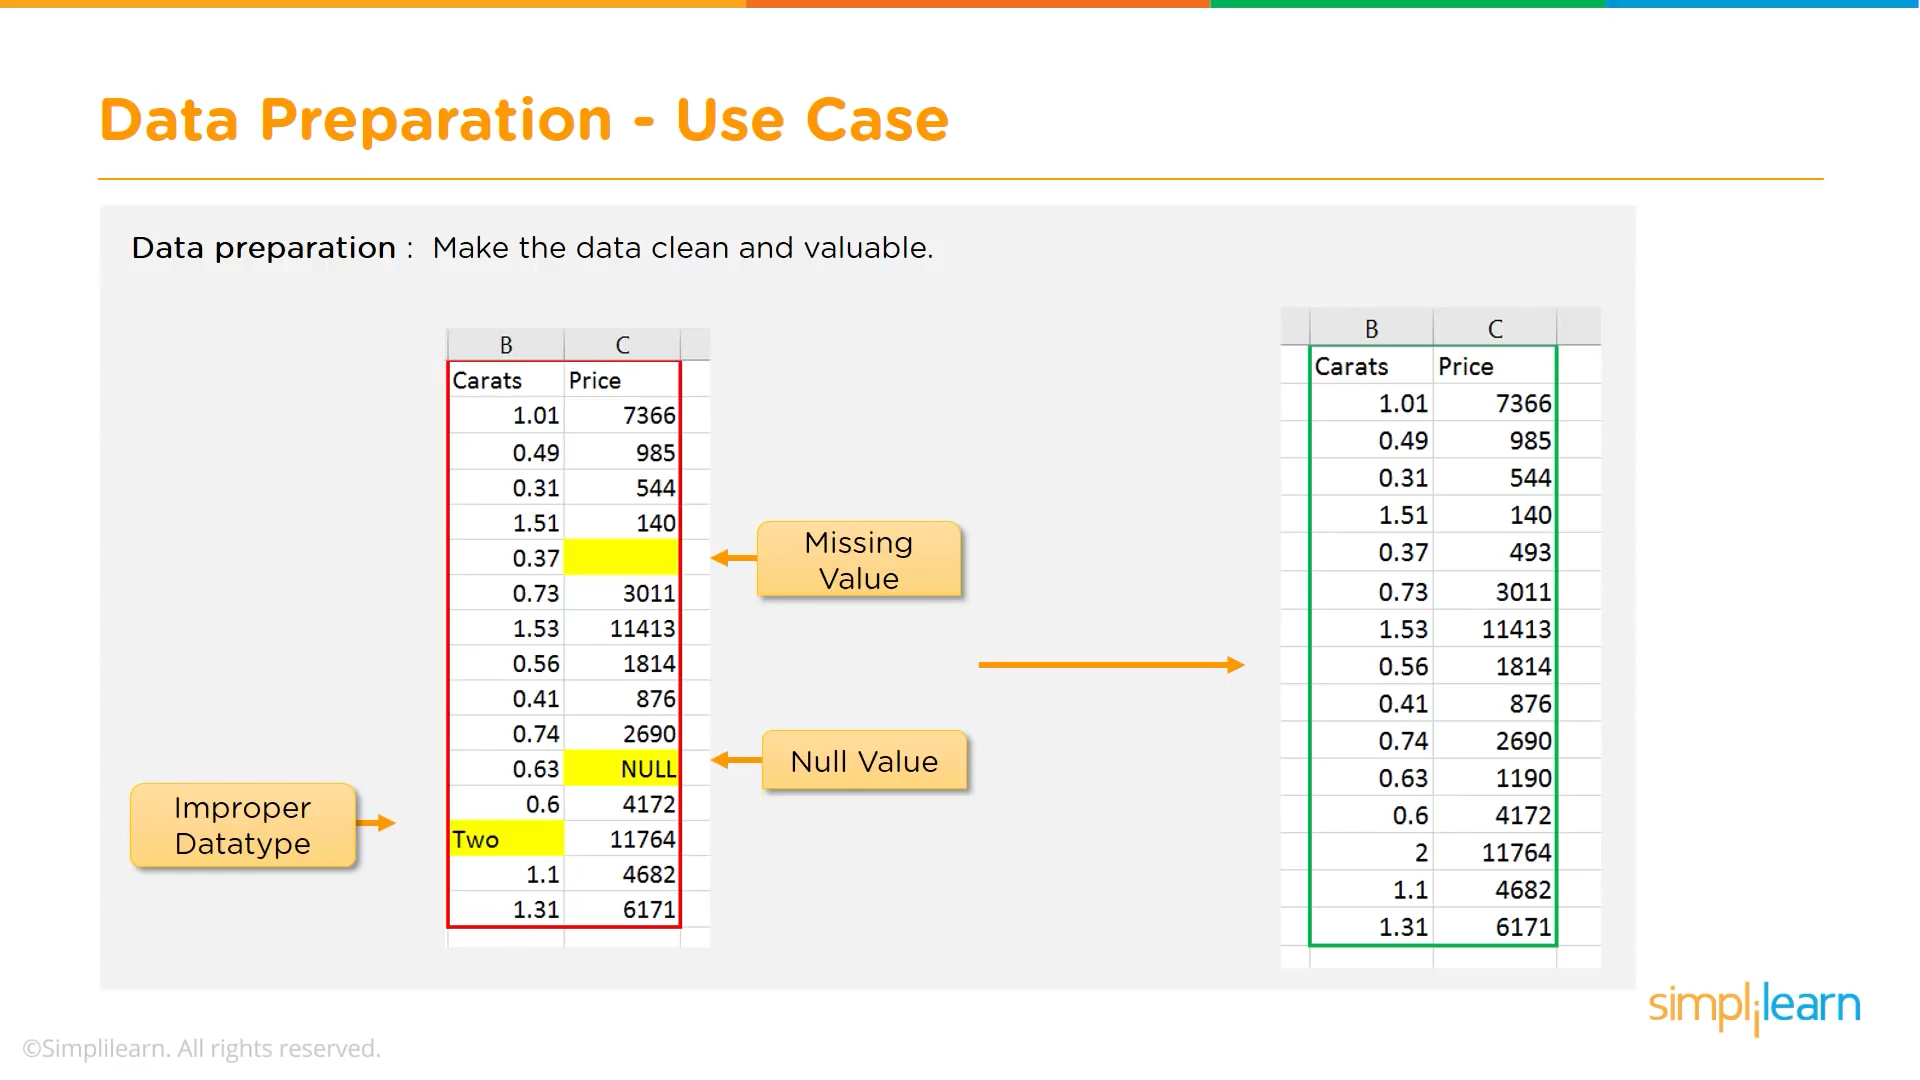 Data Preparation - Use Case
Data preparation : Make the data clean and valuable.
B C
Carats Price
1.01 7366
0.49 985
0.31 544
1.51 140
0.37
0.73 3011
1.53 11413
0.56 1814
0.41 876
0.74 2690
0.63 NULL
0.6 4172
Two 11764
1.1 4682
1.31 6171
Missing
Value
Null Value
Improper
Datatype
B C
Carats Price
1.01 7366
0.49 985
0.31 544
1.51 140
0.37 493
0.73 3011
1.53 11413
0.56 1814
0.41 876
0.74 2690
0.63 1190
0.6 4172
2 11764
1.1 4682
1.31 6171
simplilearn
©Simplilearn. All rights reserved.